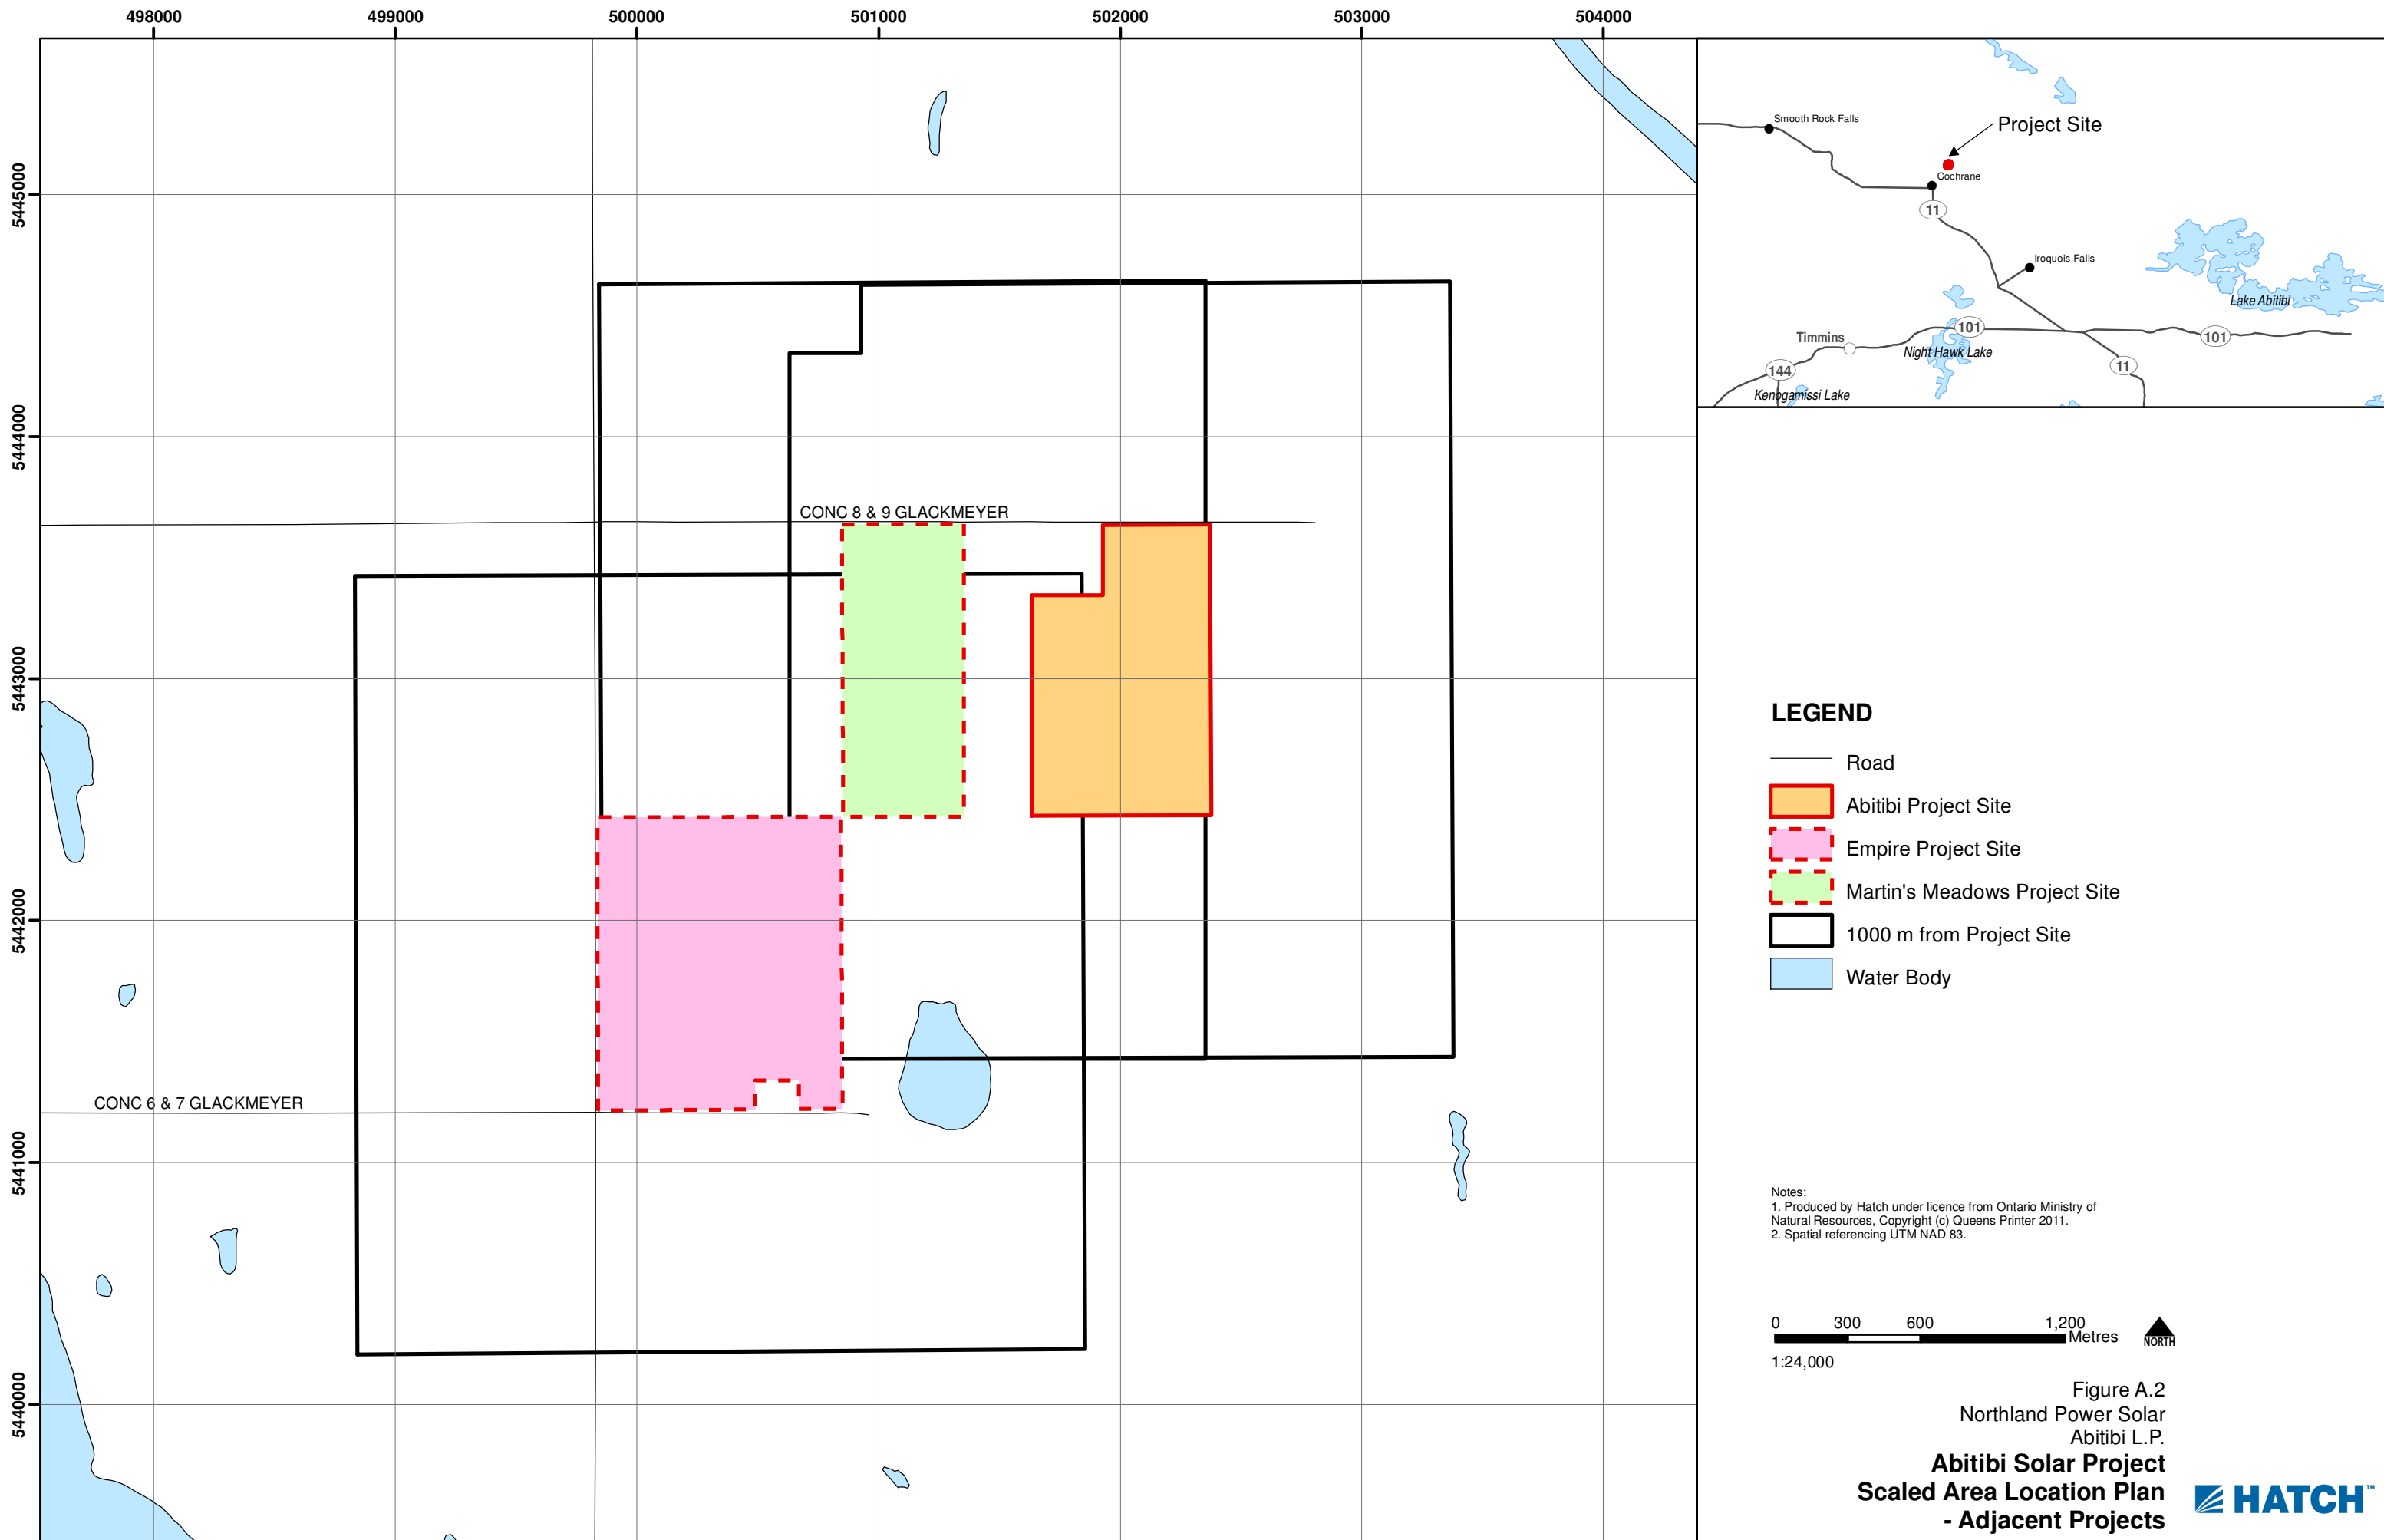 498000
499000
500000
501000
502000
503000
504000
5445000
5444000
5443000
5442000
5441000
5440000
CONC 8 & 9 GLACKMEYER
CONC 6 & 7 GLACKMEYER
Smooth Rock Falls
Project Site
Cochrane
11
Iroquois Falls
Lake Abitibi
101
Timmins
Night Hawk Lake
101
11
144
Kenogamissi Lake
LEGEND
Road
Abitibi Project Site
Empire Project Site
Martin's Meadows Project Site
1000 m from Project Site
Water Body
Notes:
1. Produced by Hatch under licence from Ontario Ministry of
Natural Resources, Copyright (c) Queens Printer 2011.
2. Spatial referencing UTM NAD 83.
0 300 600 1,200
Metres
NORTH
1:24,000
Figure A.2
Northland Power Solar
Abitibi L.P.
Abitibi Solar Project
Scaled Area Location Plan
- Adjacent Projects
HATCH™